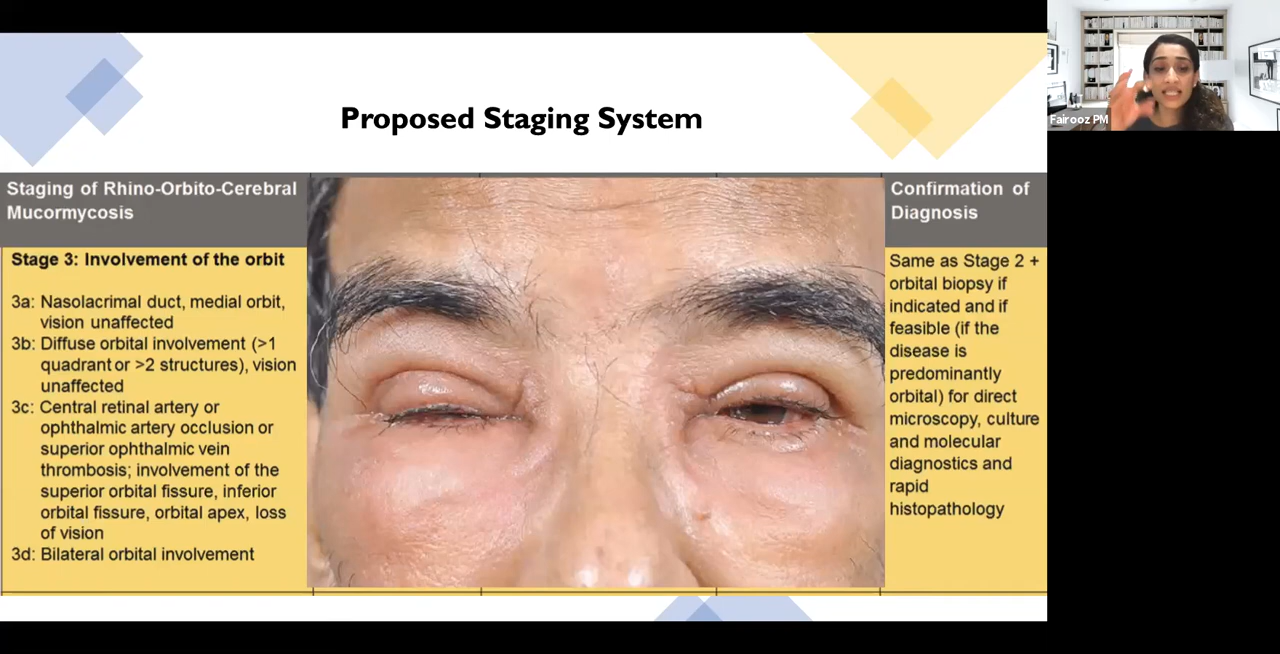 Proposed Staging System
Fairooz PM
Staging of Rhino-Orbito-Cerebral
Mucormycosis
Stage 3: Involvement of the orbit
3a: Nasolacrimal duct, medial orbit,
vision unaffected
3b: Diffuse orbital involvement (>1
quadrant or >2 structures), vision
unaffected
3c: Central retinal artery or
ophthalmic artery occlusion or
superior ophthalmic vein
thrombosis; involvement of the
superior orbital fissure, inferior
orbital fissure, orbital apex, loss
of vision
3d: Bilateral orbital involvement
Confirmation of
Diagnosis
Same as Stage 2 +
orbital biopsy if
indicated and if
feasible (if the
disease is
predominantly
orbital) for direct
microscopy, culture
and molecular
diagnostics and
rapid
histopathology